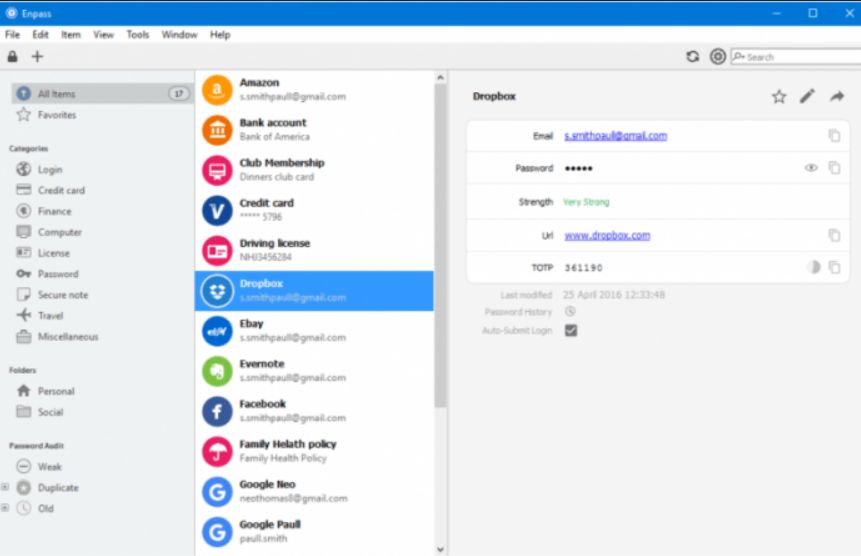 Enpass
File Edit Item View Tools Window Help
Search
All Items 17
Favorites
Categories
Login
Credit card
Finance
Computer
License
Password
Secure note
Travel
Miscellaneous
Folders
Personal
Social
Password Audit
Weak
Duplicate
Old
Amazon
s.smithpaull@gmail.com
Bank account
Bank of America
Club Membership
Dinners club card
Credit card
***** 5796
Driving license
NHJ3456284
Dropbox
s.smithpaull@gmail.com
Ebay
s.smithpaull@gmail.com
Evernote
s.smithpaull@gmail.com
Facebook
s.smithpaull@gmail.com
Family Helath policy
Family Health Policy
Google Neo
neothomas8@gmail.com
Google Paull
paull.smith
Dropbox
Email s.smithpaull@gmail.com
Password •••••
Strength Very Strong
Url www.dropbox.com
TOTP 361190
Last modified 25 April 2016 12:33:48
Password History
Auto-Submit Login